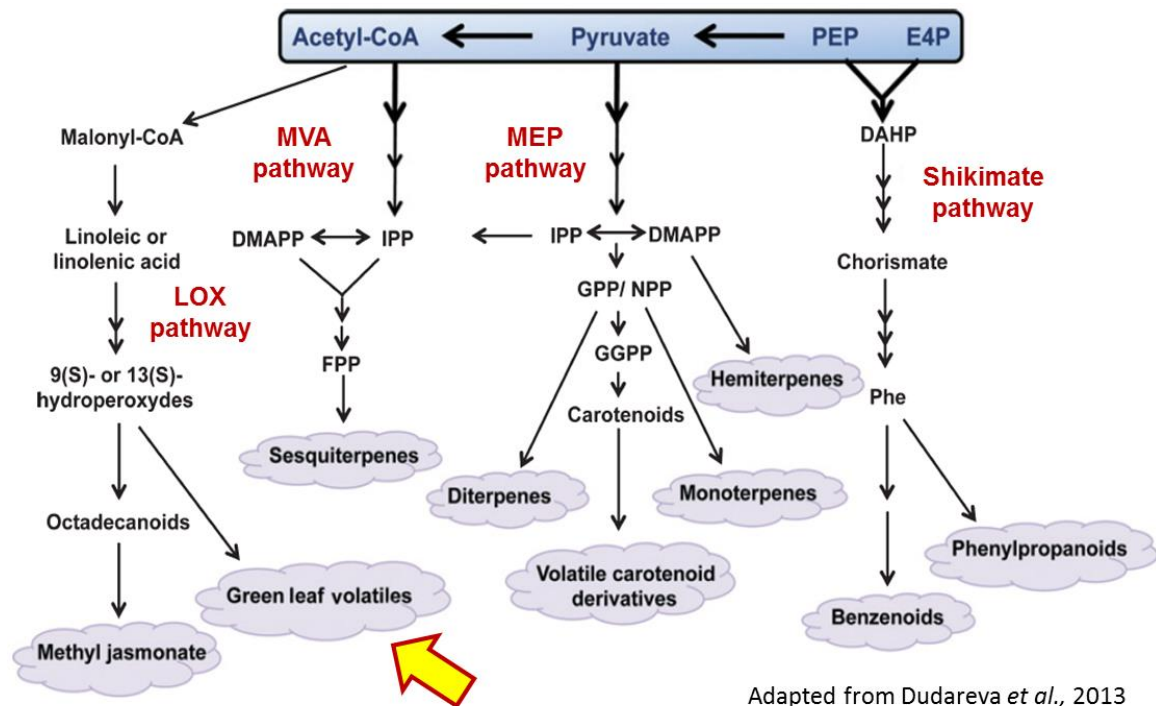 Acetyl-CoA
Pyruvate
PEP
E4P
Malonyl-CoA
MVA
pathway
MEP
pathway
DAHP
Shikimate
pathway
Linoleic or
linolenic acid
DMAPP
IPP
IPP
DMAPP
Chorismate
LOX
pathway
GPP/ NPP
FPP
GGPP
9(S)- or 13(S)-
hydroperoxydes
Hemiterpenes
Phe
Carotenoids
Sesquiterpenes
Diterpenes
Monoterpenes
Octadecanoids
Phenylpropanoids
Green leaf volatiles
Volatile carotenoid
derivatives
Benzenoids
Methyl jasmonate
Adapted from Dudareva et al., 2013